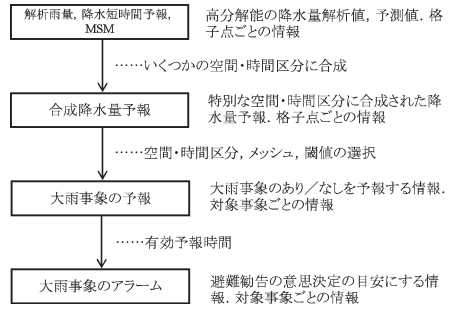 解析雨量, 降水短時間予報,
MSM
高分解能の降水量解析値, 予測値. 格
子点ごとの情報
……いくつかの空間・時間区分に合成
合成降水量予報
特別な空間・時間区分に合成された降
水量予報. 格子点ごとの情報
……空間・時間区分, メッシュ, 閾値の選択
大雨事象の予報
大雨事象のあり／なしを予報する情報.
対象事象ごとの情報
……有効予報時間
大雨事象のアラーム
避難勧告の意思決定の目安にする情
報. 対象事象ごとの情報